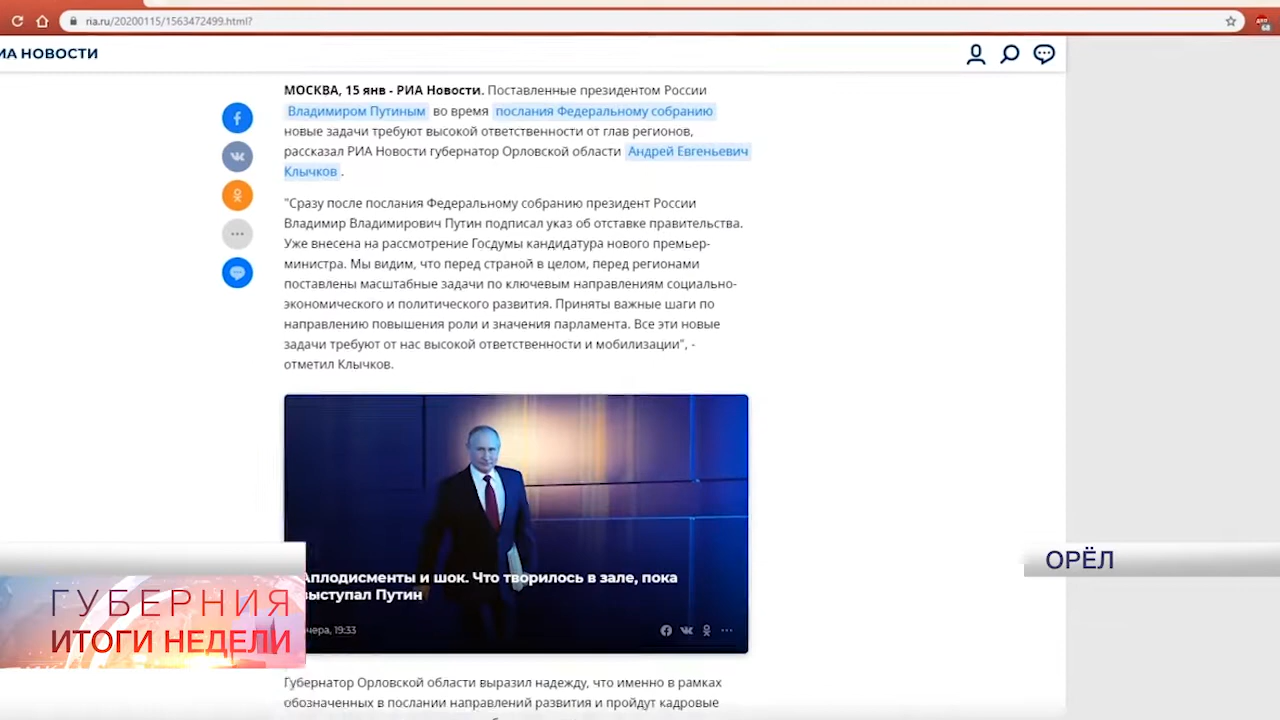 ria.ru/20200115/1563472499.html?
ИА НОВОСТИ
МОСКВА, 15 янв - РИА Новости. Поставленные президентом России
Владимиром Путиным во время послания Федеральному собранию
новые задачи требуют высокой ответственности от глав регионов,
рассказал РИА Новости губернатор Орловской области Андрей Евгеньевич
Клычков.
"Сразу после послания Федеральному собранию президент России
Владимир Владимирович Путин подписал указ об отставке правительства.
Уже внесена на рассмотрение Госдумы кандидатура нового премьер-
министра. Мы видим, что перед страной в целом, перед регионами
поставлены масштабные задачи по ключевым направлениям социально-
экономического и политического развития. Приняты важные шаги по
направлению повышения роли и значения парламента. Все эти новые
задачи требуют от нас высокой ответственности и мобилизации", -
отметил Клычков.
Аплодисменты и шок. Что творилось в зале, пока
выступал Путин
чера, 19:33
ГУБЕРНИЯ
ИТОГИ НЕДЕЛИ
ОРЁЛ
Губернатор Орловской области выразил надежду, что именно в рамках
обозначенных в послании направлений развития и пройдут кадровые